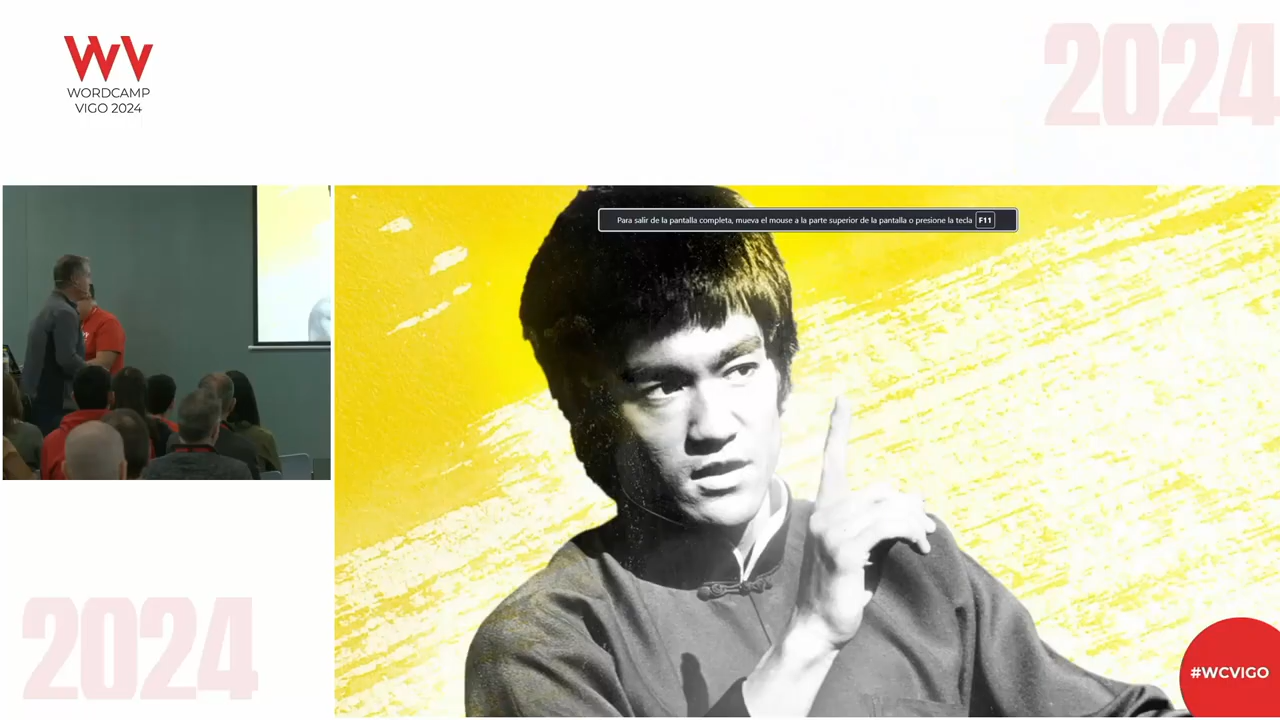 WV
WORDCAMP
VIGO 2024
2024
Para salir de la pantalla completa, mueva el mouse a la parte superior de la pantalla o presione la tecla F11
2024
#WCVIGO